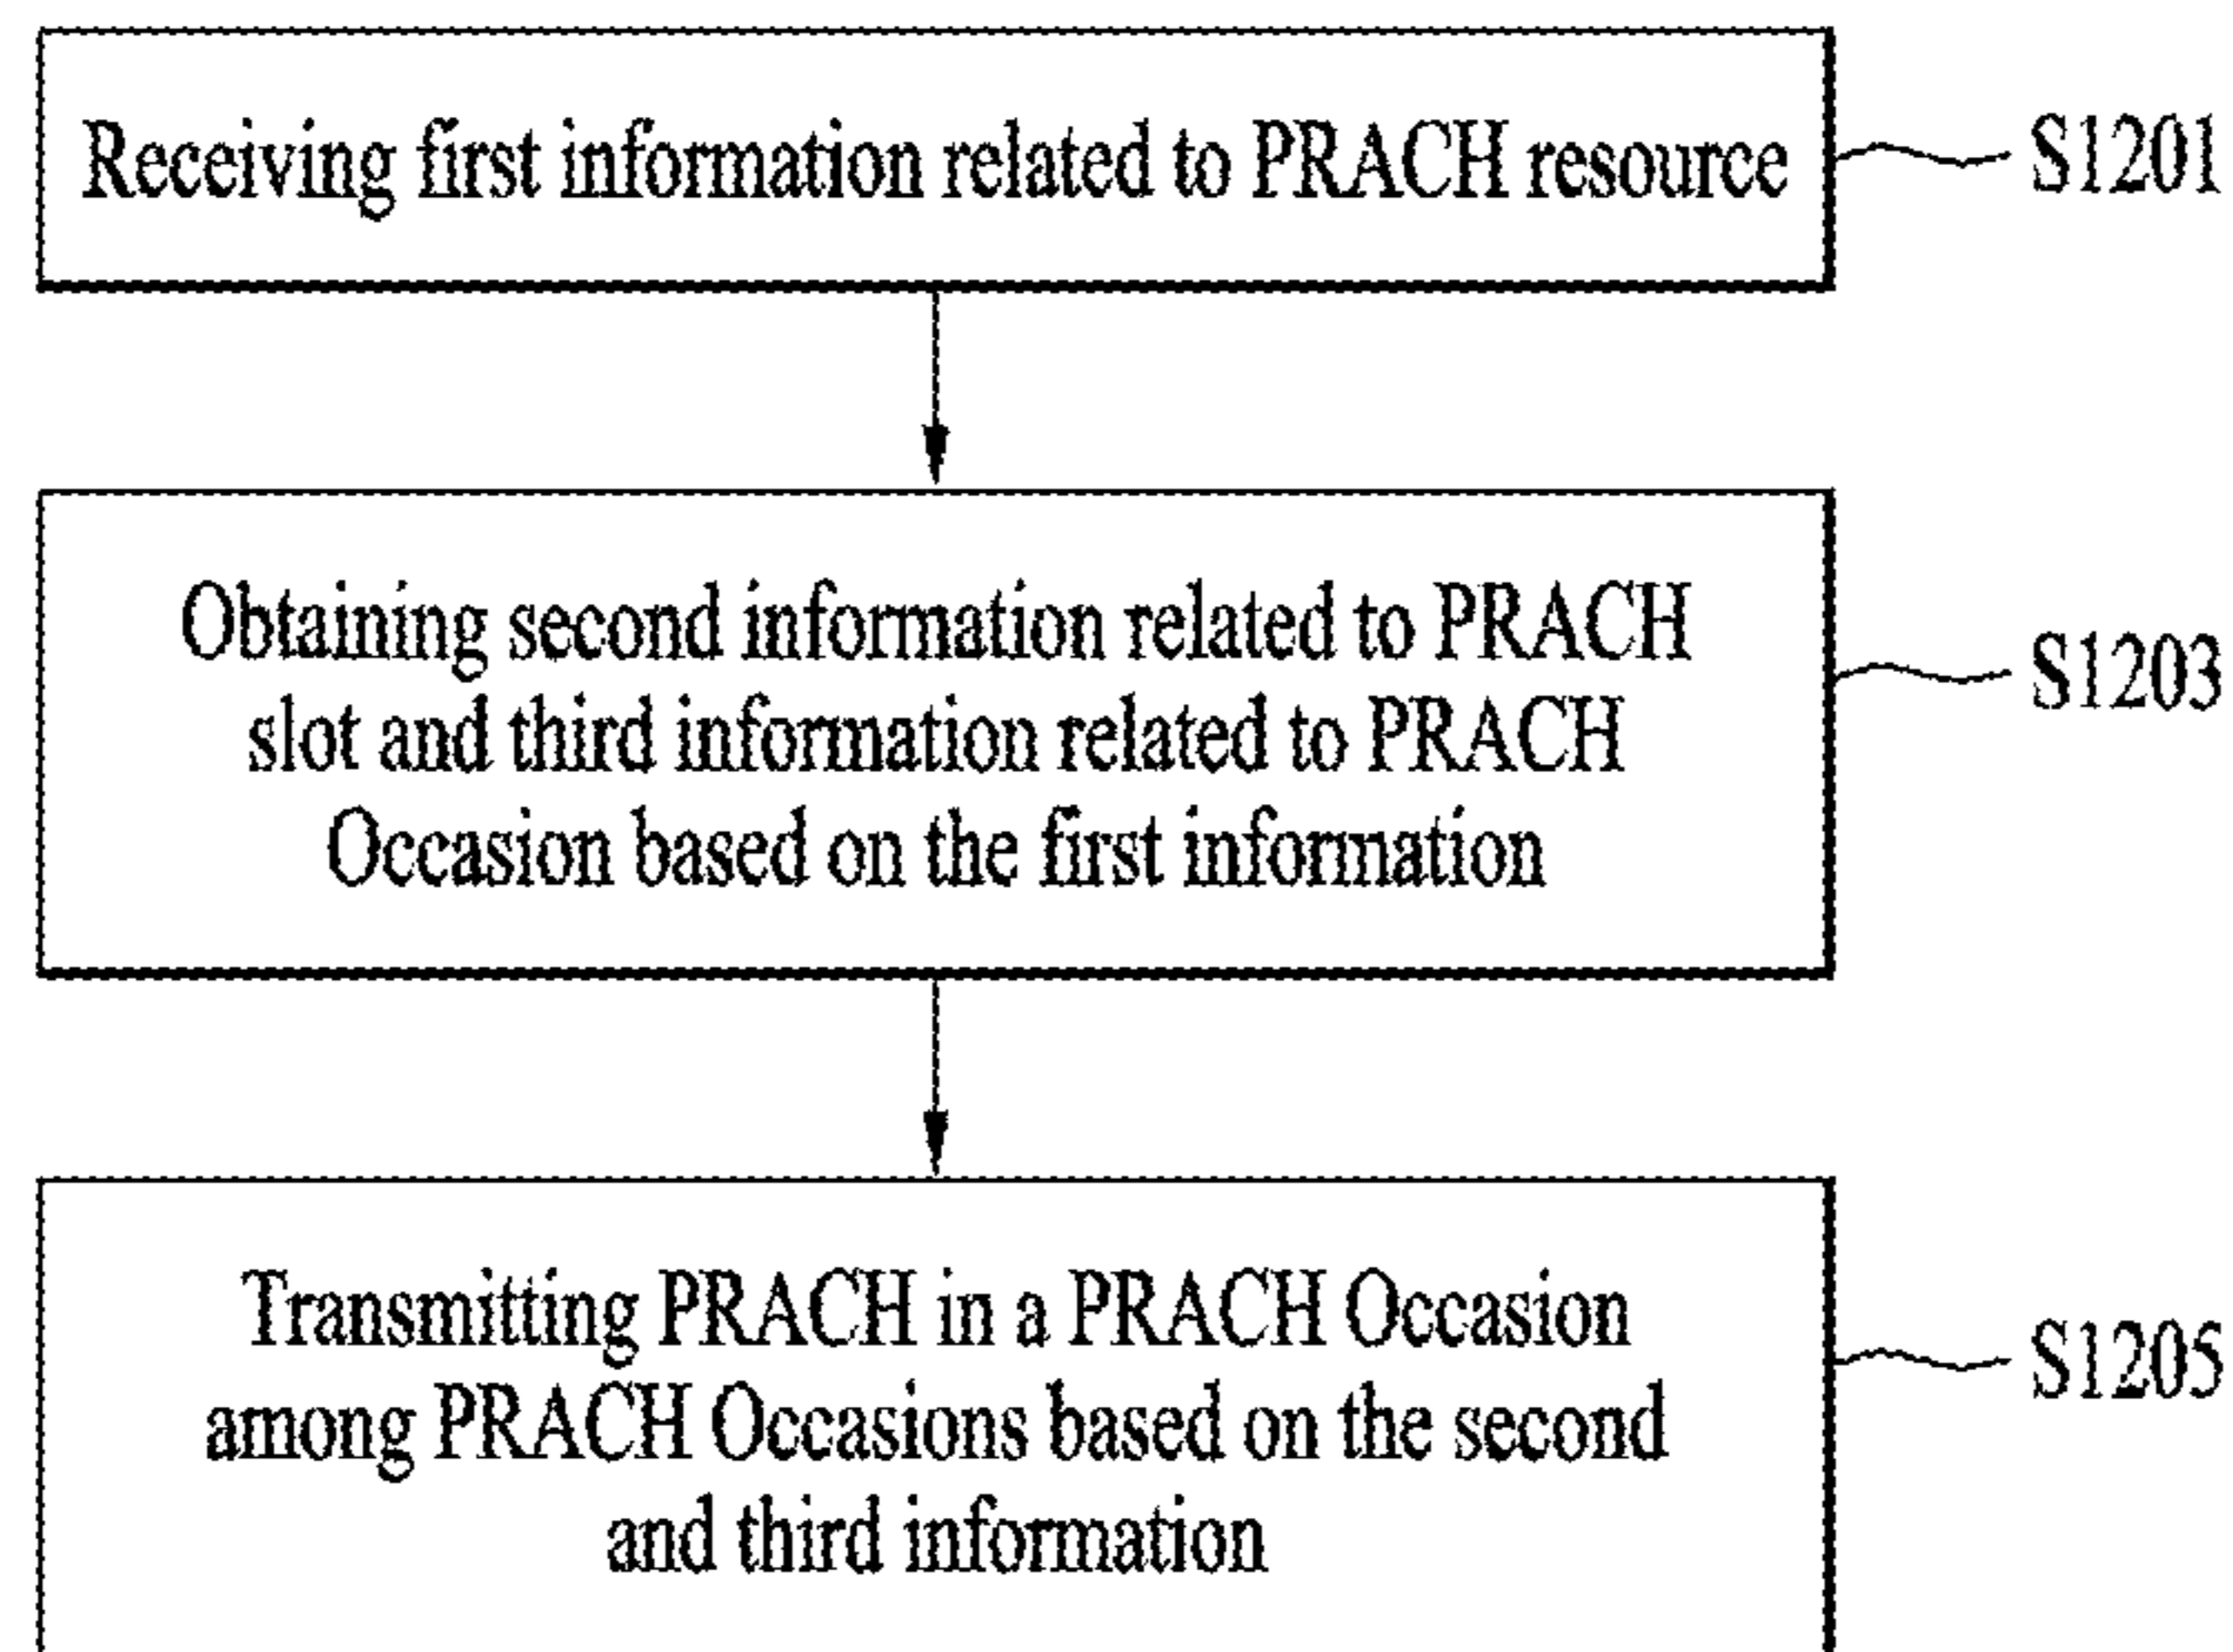 Receiving first information related to PRACH resource
S1201
Obtaining second information related to PRACH
slot and third information related to PRACH
Occasion based on the first information
S1203
Transmitting PRACH in a PRACH Occasion
among PRACH Occasions based on the second
and third information
S1205